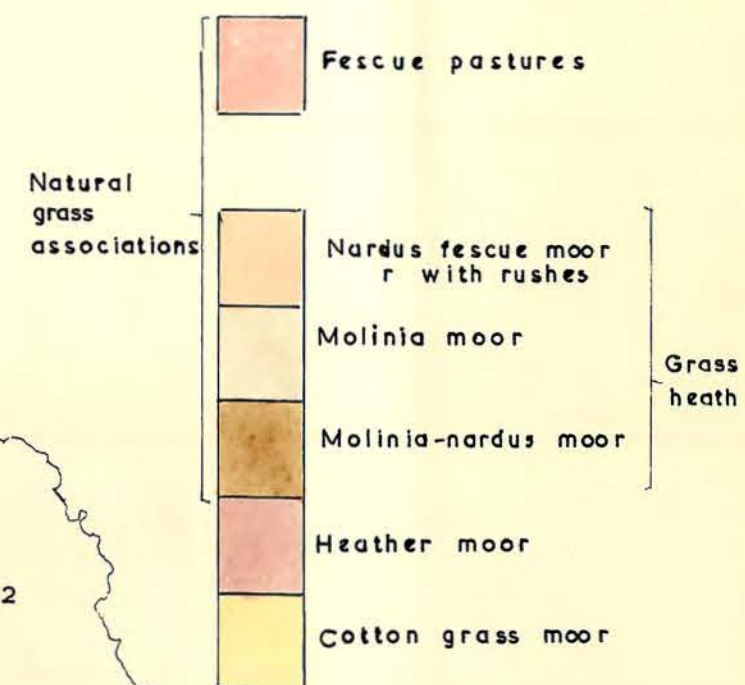 Fescue pastures
Natural
grass
associations
Nardus fescue moor
r with rushes
Molinia moor
Molinia-nardus moor
Grass
heath
Heather moor
2
Cotton grass moor